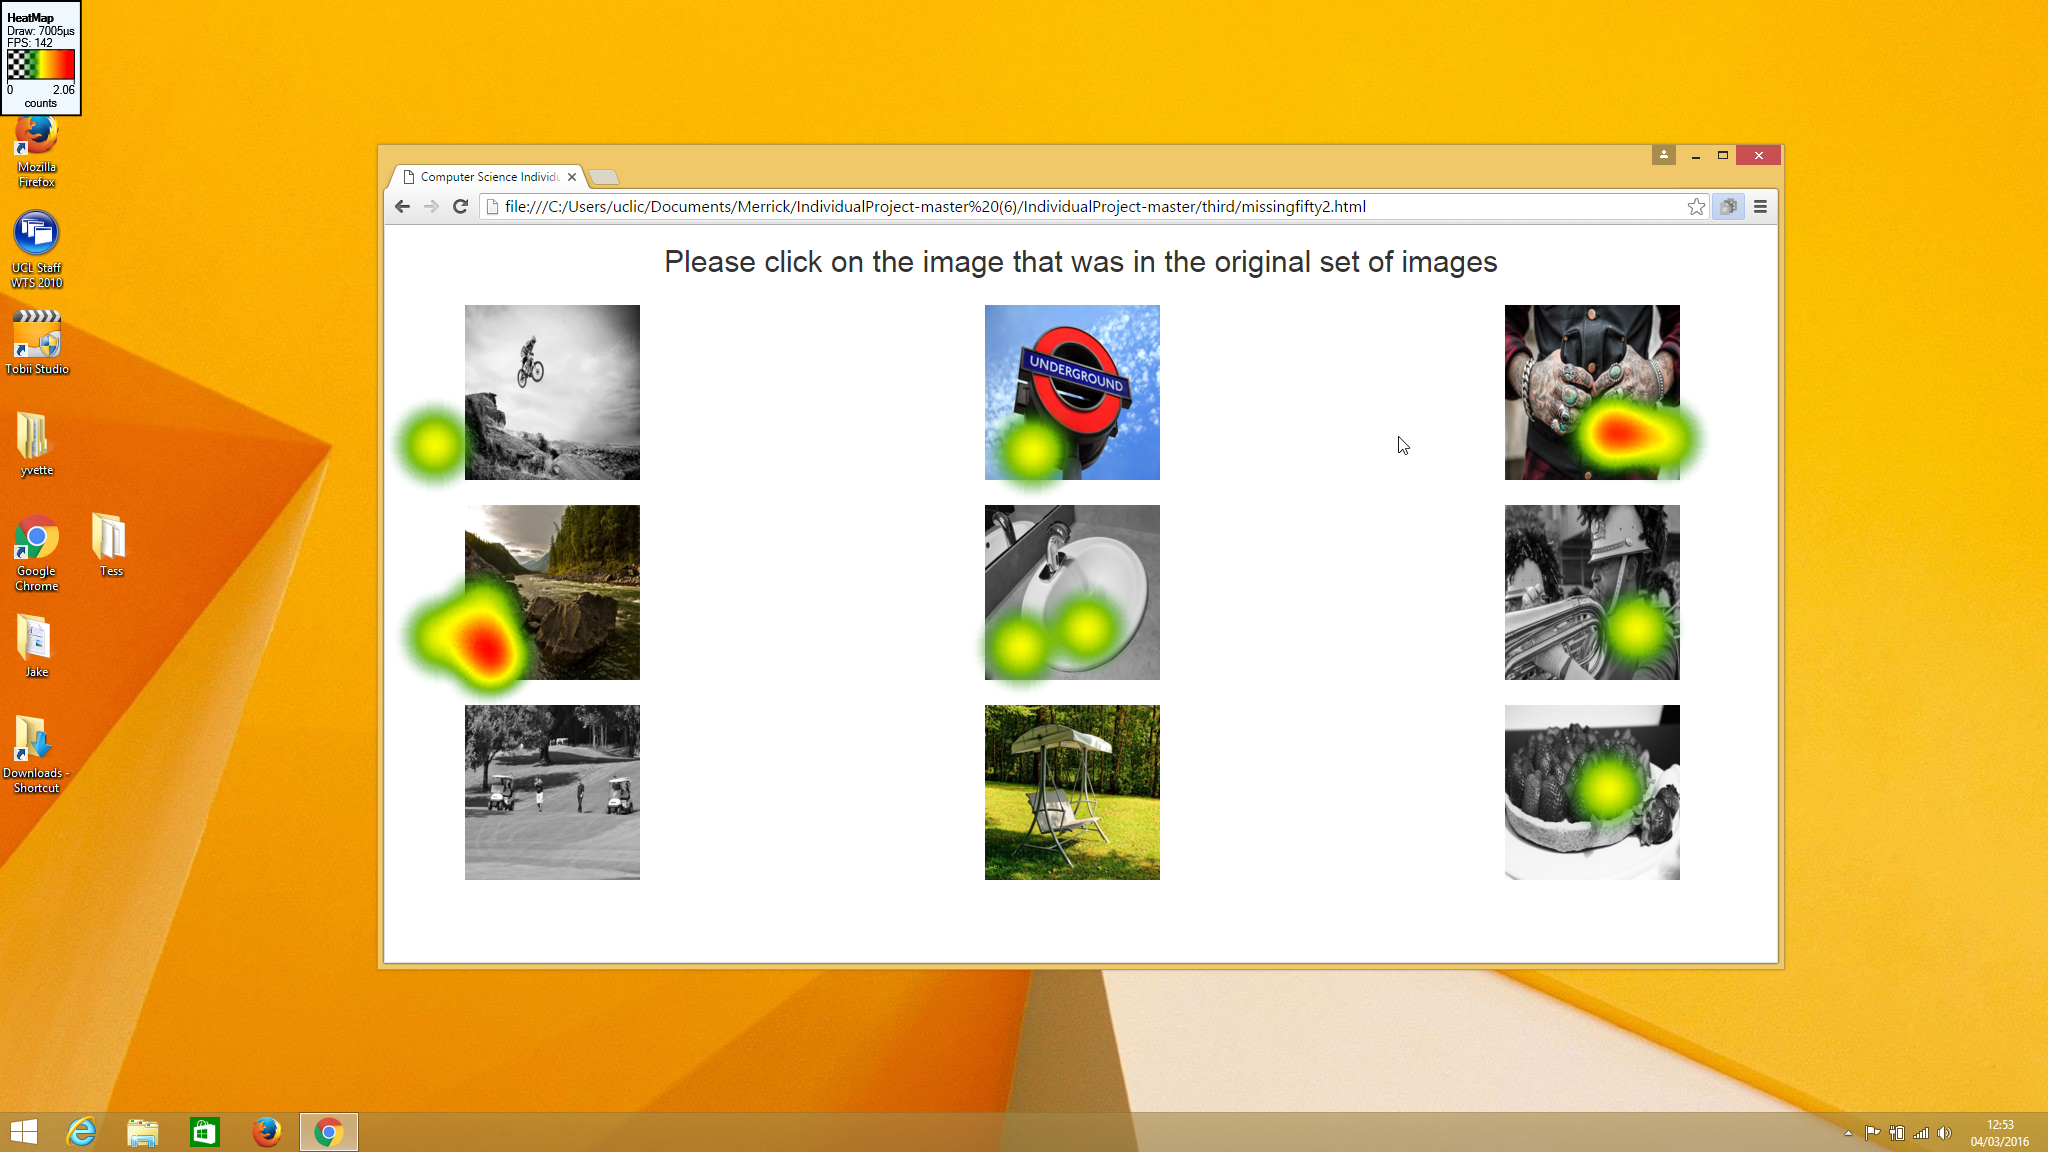 HeatMap
Draw: 7005µs
FPS: 142
0 2.06
counts
Mozilla
Firefox
UCL Staff
WTS 2010
Tobii Studio
yvette
Google
Chrome
Tess
Jake
Downloads -
Shortcut
Computer Science Individu
file:///C:/Users/uclic/Documents/Merrick/IndividualProject-master%20(6)/IndividualProject-master/third/missingfifty2.html
Please click on the image that was in the original set of images
UNDERGROUND
12:53
04/03/2016